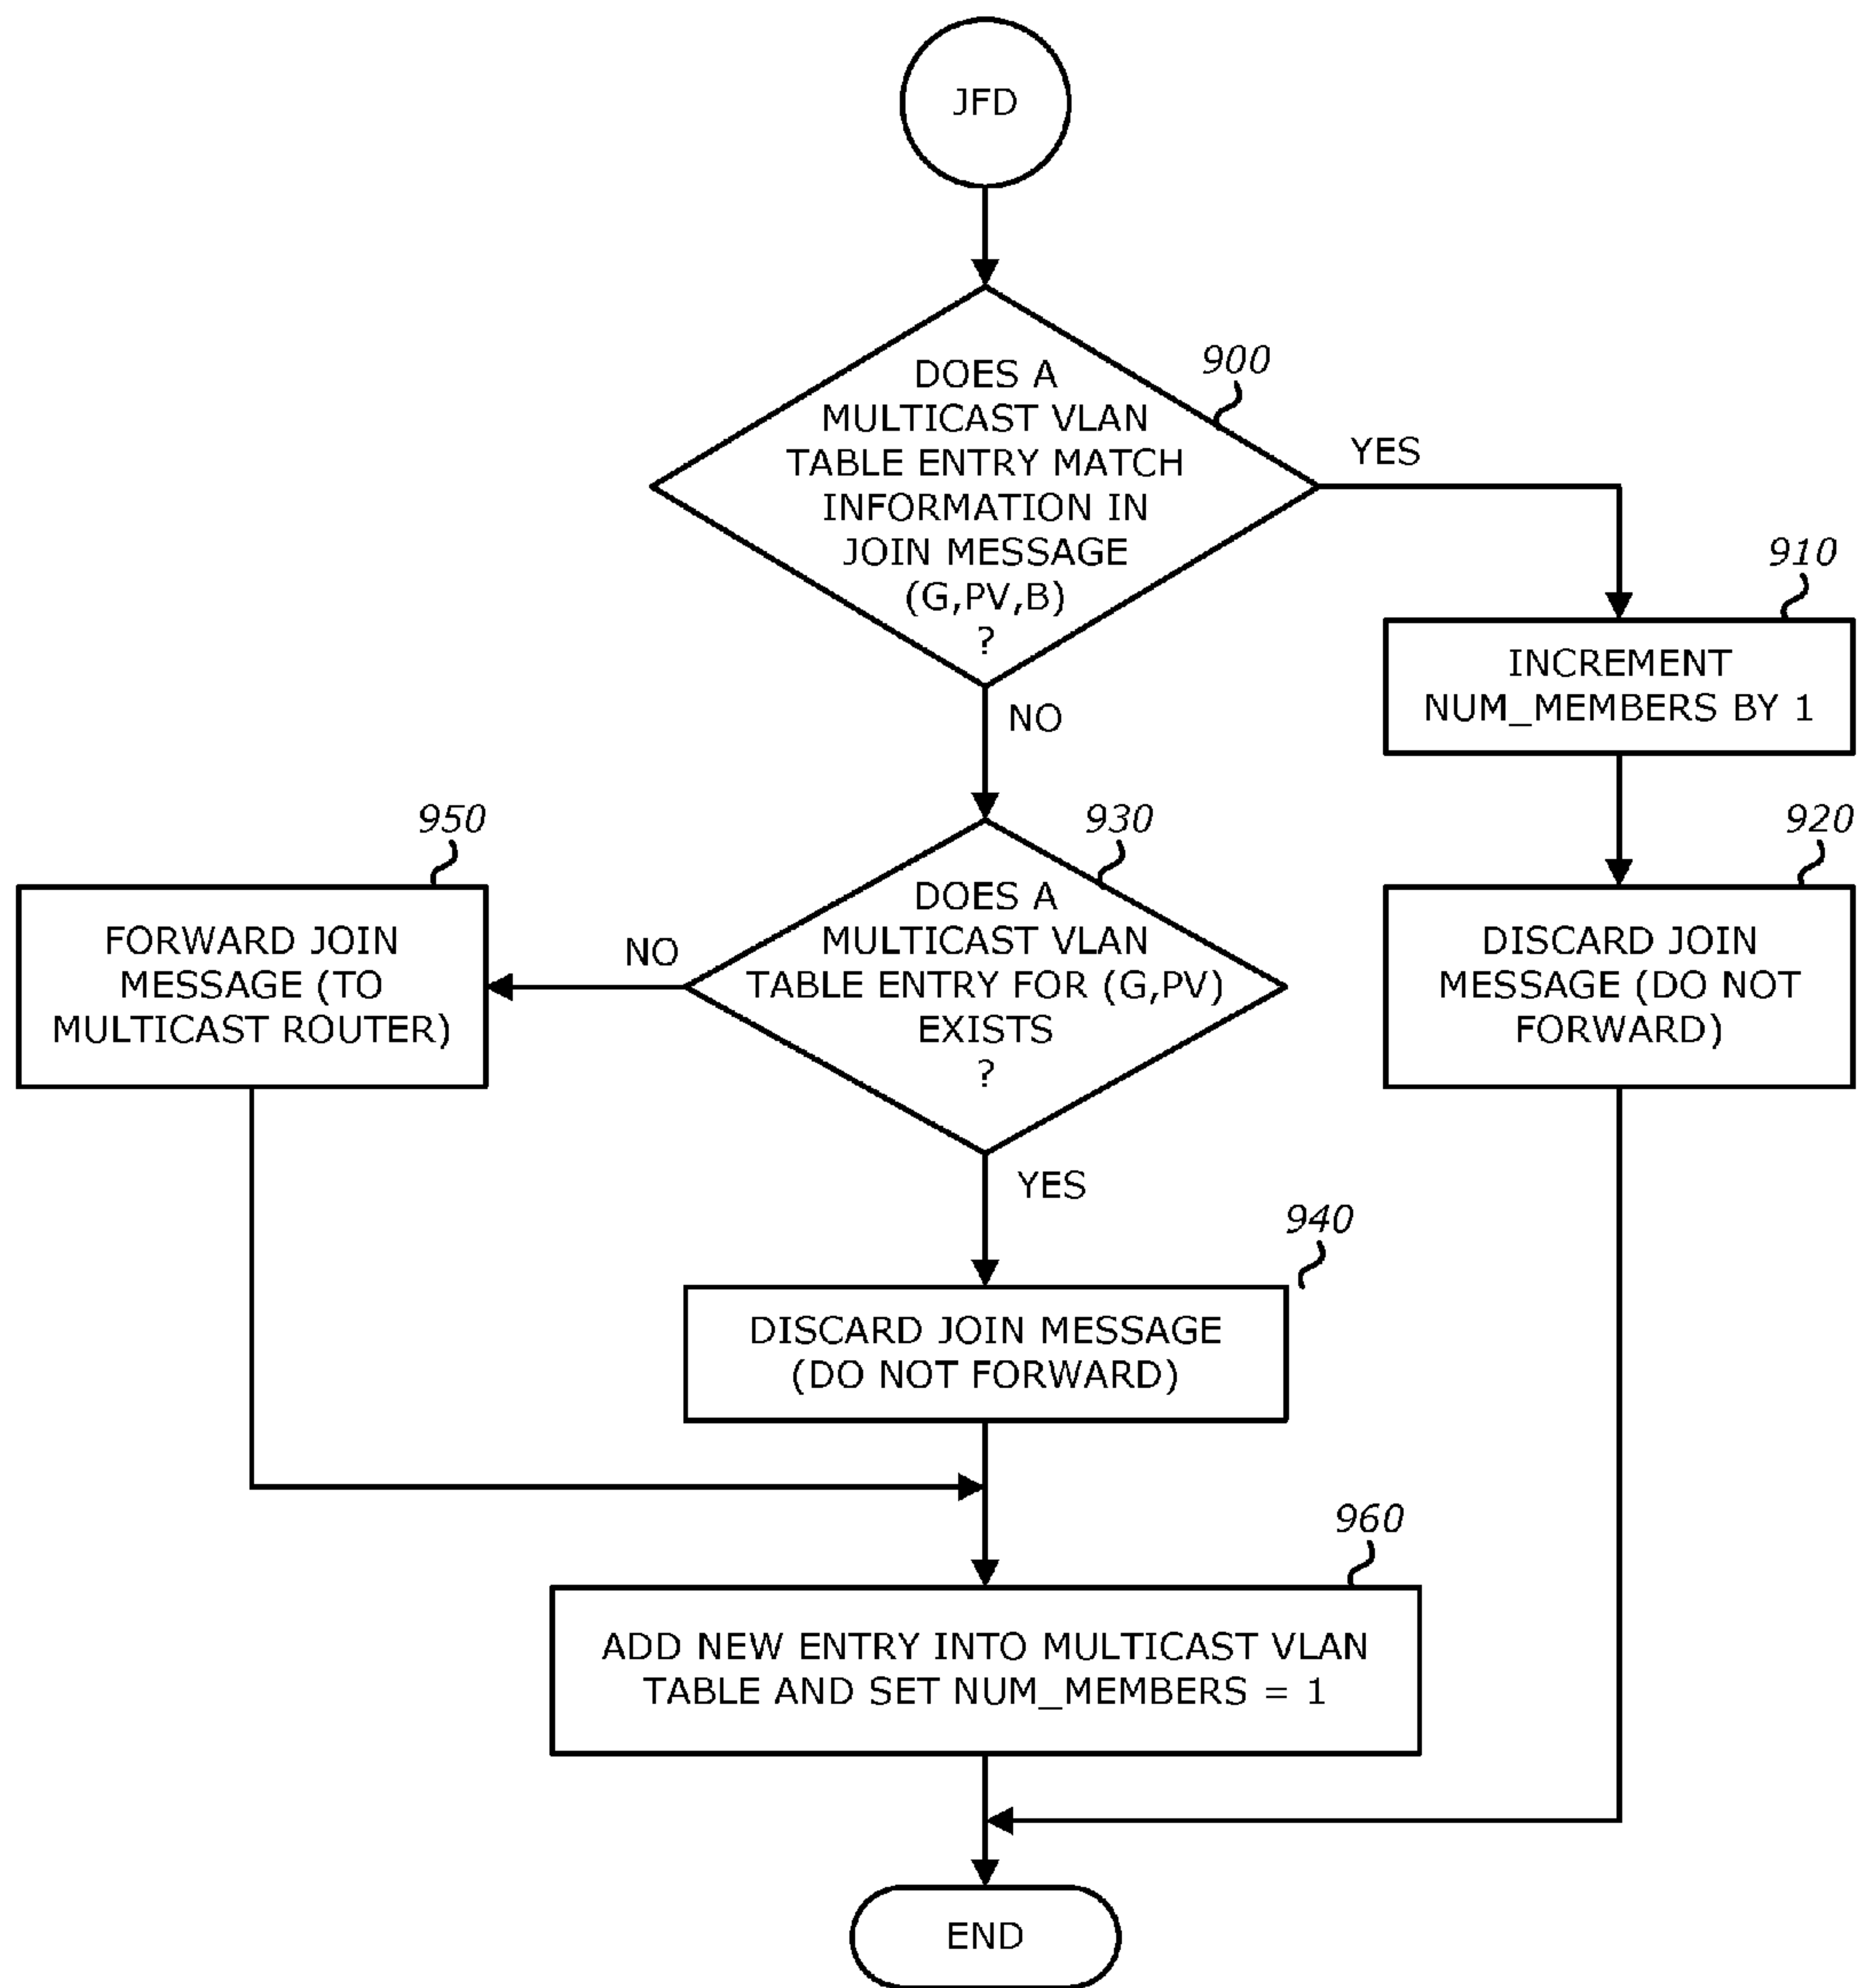 JFD
DOES A
MULTICAST VLAN
TABLE ENTRY MATCH
INFORMATION IN
JOIN MESSAGE
(G,PV,B)
?
900
YES
910
INCREMENT
NUM_MEMBERS BY 1
NO
950
930
920
FORWARD JOIN
MESSAGE (TO
MULTICAST ROUTER)
NO
DOES A
MULTICAST VLAN
TABLE ENTRY FOR (G,PV)
EXISTS
?
DISCARD JOIN
MESSAGE (DO NOT
FORWARD)
YES
940
DISCARD JOIN MESSAGE
(DO NOT FORWARD)
960
ADD NEW ENTRY INTO MULTICAST VLAN
TABLE AND SET NUM_MEMBERS = 1
END